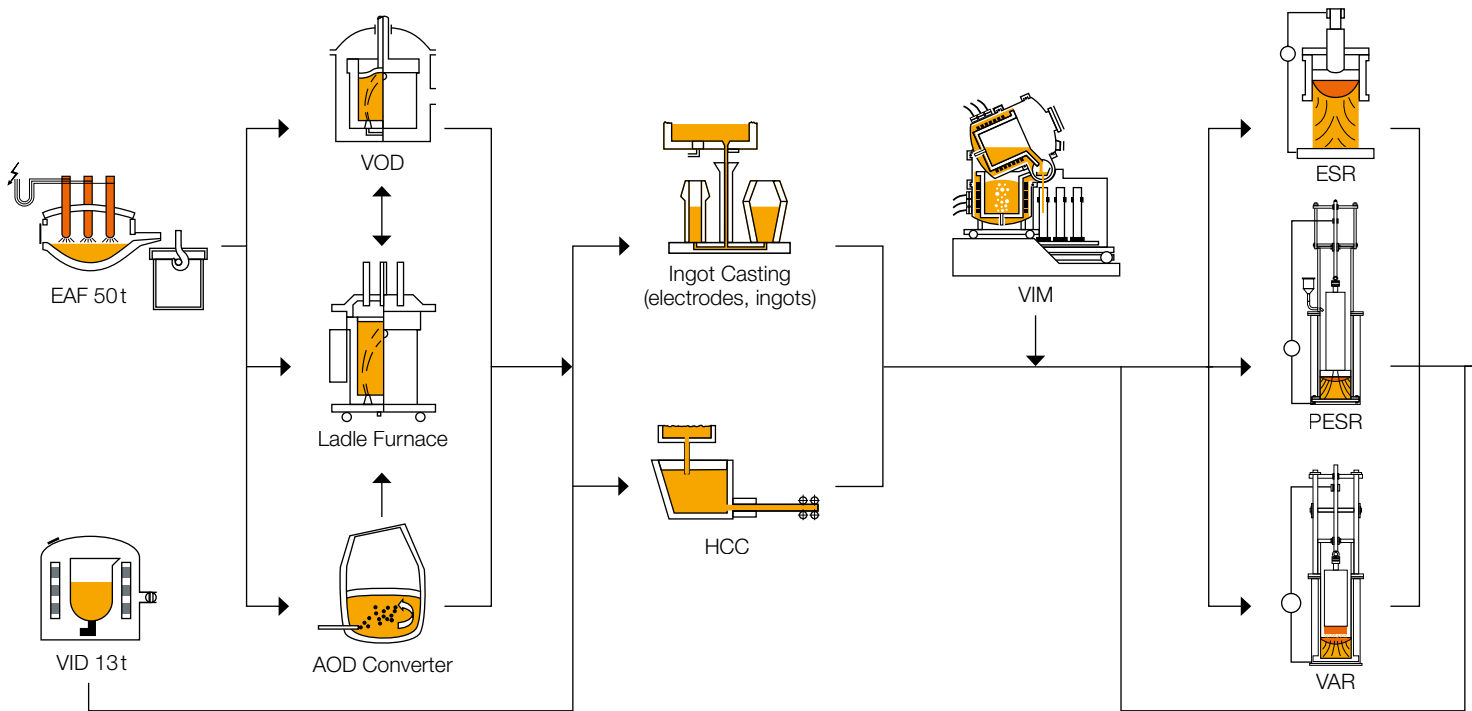 VOD
EAF 50 t
Ladle Furnace
VID 13 t
AOD Converter
Ingot Casting
(electrodes, ingots)
HCC
VIM
ESR
PESR
VAR